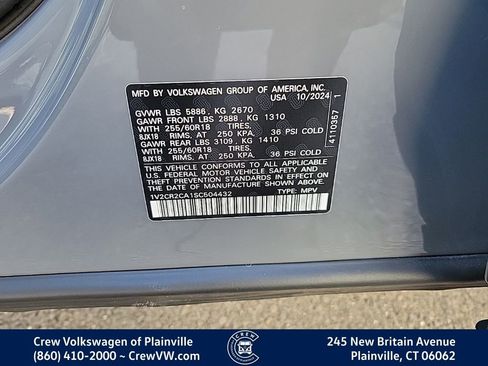 MFD BY VOLKSWAGEN GROUP OF AMERICA, INC.
USA 10/2024
GVWR LBS 5886, KG 2670
GAWR FRONT LBS 2888, KG 1310
WITH 255/60R18 TIRES.
8JX18 RIMS, AT 250 KPA. 36 PSI COLD
GAWR REAR LBS 3109, KG 1410
WITH 255/60R18 TIRES.
8JX18 RIMS, AT 250 KPA. 36 PSI COLD
THIS VEHICLE CONFORMS TO ALL APPLICABLE
U.S. FEDERAL MOTOR VEHICLE SAFETY AND
THEFT PREVENTION STANDARDS IN EFFECT
ON THE DATE OF MANUFACTURE SHOWN ABOVE.
1V2CR2CA1SC504432 TYPE: MPV
4110357 1
Crew Volkswagen of Plainville
(860) 410-2000 ~ CrewVW.com
CREW
245 New Britain Avenue
Plainville, CT 06062